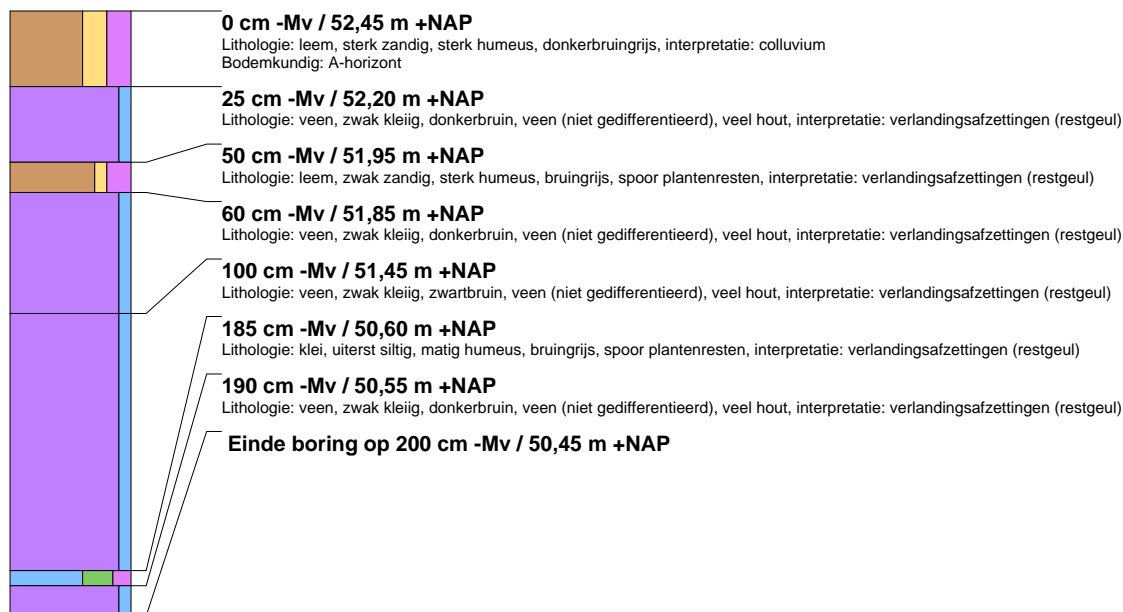 0 cm -Mv / 52,45 m +NAP
Lithologie: leem, sterk zandig, sterk humeus, donkerbruingrijs, interpretatie: colluvium
Bodemkundig: A-horizont
25 cm -Mv / 52,20 m +NAP
Lithologie: veen, zwak kleiig, donkerbruin, veen (niet gedifferentieerd), veel hout, interpretatie: verlandingsafzettingen (restgeul)
50 cm -Mv / 51,95 m +NAP
Lithologie: leem, zwak zandig, sterk humeus, bruingrijs, spoor plantenresten, interpretatie: verlandingsafzettingen (restgeul)
60 cm -Mv / 51,85 m +NAP
Lithologie: veen, zwak kleiig, donkerbruin, veen (niet gedifferentieerd), veel hout, interpretatie: verlandingsafzettingen (restgeul)
100 cm -Mv / 51,45 m +NAP
Lithologie: veen, zwak kleiig, zwartbruin, veen (niet gedifferentieerd), veel hout, interpretatie: verlandingsafzettingen (restgeul)
185 cm -Mv / 50,60 m +NAP
Lithologie: klei, uiterst siltig, matig humeus, bruingrijs, spoor plantenresten, interpretatie: verlandingsafzettingen (restgeul)
190 cm -Mv / 50,55 m +NAP
Lithologie: veen, zwak kleiig, donkerbruin, veen (niet gedifferentieerd), veel hout, interpretatie: verlandingsafzettingen (restgeul)
Einde boring op 200 cm -Mv / 50,45 m +NAP